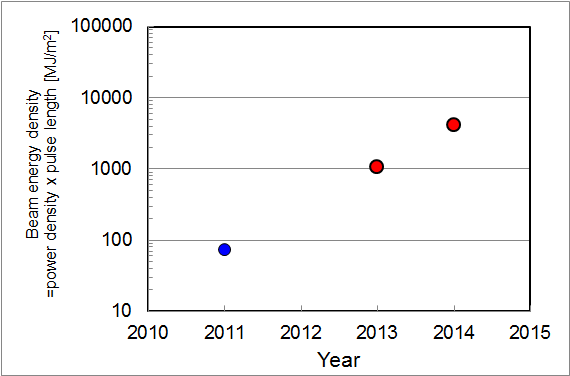 Beam energy density
=power density x pulse length [MJ/m²]
100000
10000
1000
100
10
2010 2011 2012 2013 2014 2015
Year